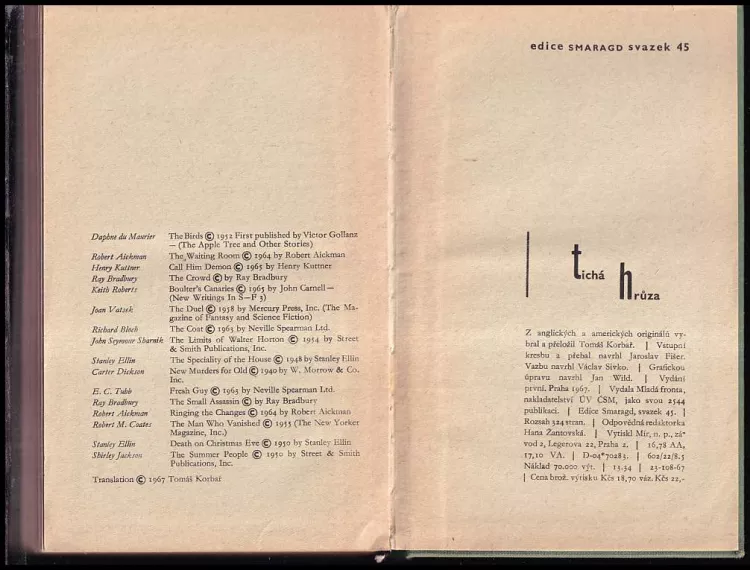 Daphne du Maurier The Birds © 1952 First published by Victor Gollanz
— (The Apple Tree and Other Stories)
Robert Aickman The Waiting Room © 1964 by Robert Aickman
Henry Kuttner Call Him Demon © 1965 by Henry Kuttner
Ray Bradbury The Crowd © by Ray Bradbury
Keith Roberts Boulter's Canaries © 1965 by John Carnell —
(New Writings In S—F 3)
Joan Vatsek The Duel © 1958 by Mercury Press, Inc. (The Ma-
gazine of Fantasy and Science Fiction)
Richard Bloch The Coat © 1965 by Neville Spearman Ltd.
John Seymour Sharnik The Limits of Walter Horton © 1954 by Street
& Smith Publications, Inc.
Stanley Ellin The Speciality of the House © 1948 by Stanley Ellin
Carter Dickson New Murders for Old © 1940 by W. Morrow & Co.
Inc.
E. C. Tubb Fresh Guy © 1963 by Neville Spearman Ltd.
Ray Bradbury The Small Assassin © by Ray Bradbury
Robert Aickman Ringing the Changes © 1964 by Robert Aickman
Robert M. Coates The Man Who Vanished © 1955 (The New Yorker
Magazine, Inc.)
Stanley Ellin Death on Christmas Eve © 1950 by Stanley Ellin
Shirley Jackson The Summer People © 1950 by Street & Smith
Publications, Inc.
Translation © 1967 Tomáš Korbař
edice SMARAGD svazek 45
tichá
hrůza
Z anglických a amerických originálů vy-
bral a přeložil Tomáš Korbař. | Vstupní
kresbu a přebal navrhl Jaroslav Fišer.
Vazbu navrhl Václav Sivko. | Grafickou
úpravu navrhl Jan Wild. | Vydání
první. Praha 1967. | Vydala Mladá fronta,
nakladatelství ÚV ČSM, jako svou 2544
publikaci. | Edice Smaragd, svazek 45. |
Rozsah 324 stran. | Odpovědná redaktorka
Hana Žantovská. | Vytiskl Mír, n. p., zá-
vod 2, Legerova 22, Praha 2. | 16,78 AA,
17,10 VA. | D-04*70283. | 602/22/8.5
Náklad 70.000 výt. | 13.34 | 23-108-67
| Cena brož. výtisku Kčs 18,70 váz. Kčs 22,-